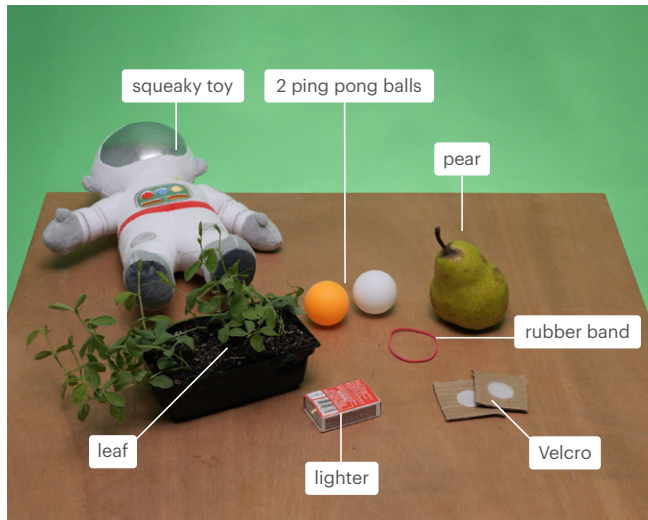 squeaky toy
2 ping pong balls
pear
rubber band
leaf
Velcro
lighter